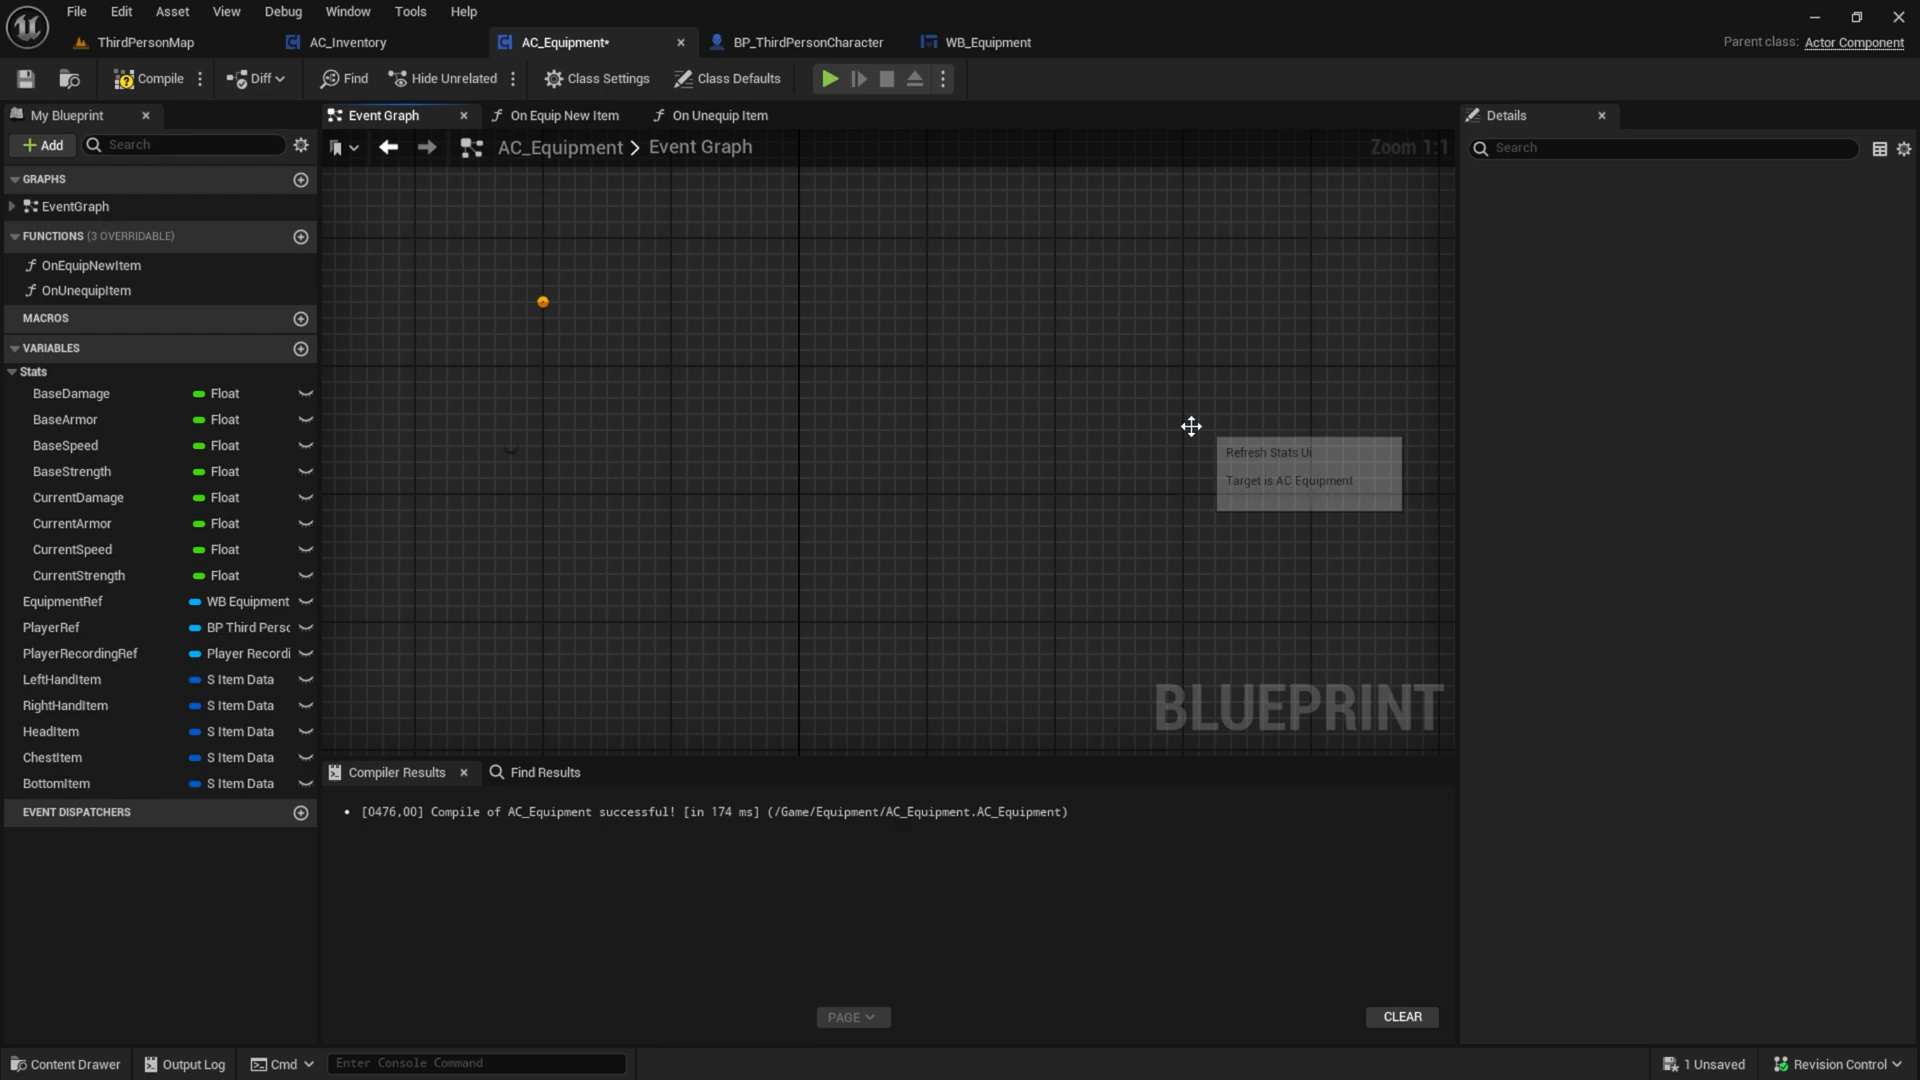 File Edit Asset View Debug Window Tools Help
ThirdPersonMap AC_Inventory AC_Equipment* BP_ThirdPersonCharacter WB_Equipment Parent class: Actor Component
Compile Diff Find Hide Unrelated Class Settings Class Defaults
My Blueprint Event Graph On Equip New Item On Unequip Item Details
Add Search AC_Equipment > Event Graph Zoom 1:1 Search
GRAPHS
EventGraph
FUNCTIONS (3 OVERRIDABLE)
OnEquipNewItem
OnUnequipItem
MACROS
VARIABLES
Stats
BaseDamage Float
BaseArmor Float
BaseSpeed Float
BaseStrength Float
CurrentDamage Float
CurrentArmor Float
CurrentSpeed Float
CurrentStrength Float
EquipmentRef WB Equipment
PlayerRef BP Third Perso
PlayerRecordingRef Player Recordi
LeftHandItem S Item Data
RightHandItem S Item Data
HeadItem S Item Data
ChestItem S Item Data
BottomItem S Item Data
EVENT DISPATCHERS
Refresh Stats Ui
Target is AC Equipment
BLUEPRINT
Compiler Results Find Results
[0476,00] Compile of AC_Equipment successful! [in 174 ms] (/Game/Equipment/AC_Equipment.AC_Equipment)
PAGE CLEAR
Content Drawer Output Log Cmd Enter Console Command 1 Unsaved Revision Control